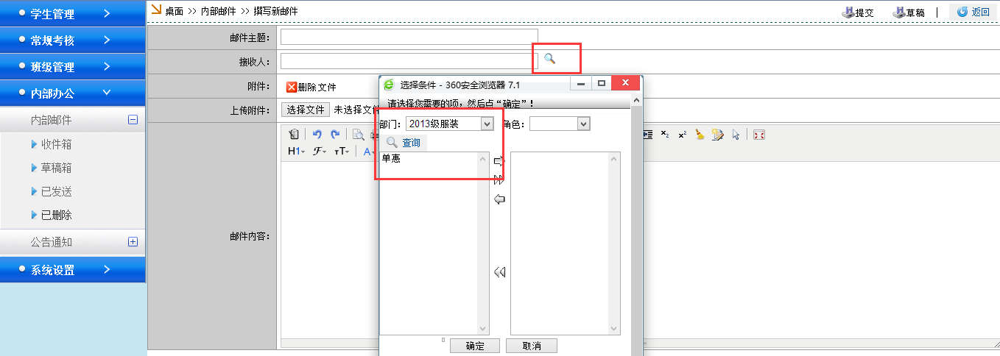 学生管理
常规考核
班级管理
内部办公
内部邮件
收件箱
草稿箱
已发送
已删除
公告通知
系统设置
桌面 >> 内部邮件 >> 撰写新邮件
提交 草稿 | 返回
邮件主题：
接收人：
附件： 删除文件
上传附件： 选择文件 未选择文件
H1 F TT A
邮件内容：
选择条件 - 360安全浏览器 7.1
请选择您需要的项，然后点“确定”！
部门： 2013级服装 角色：
查询
单惠
确定 取消